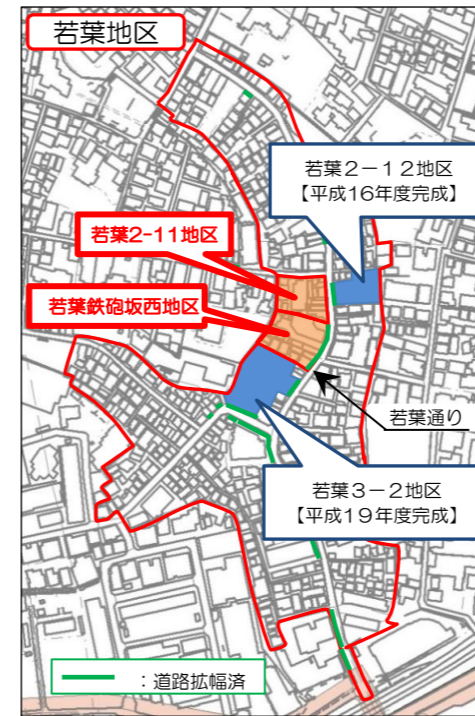 若葉地区
若葉2－12地区
【平成16年度完成】
若葉2-11地区
若葉鉄砲坂西地区
若葉通り
若葉3－2地区
【平成19年度完成】
：道路拡幅済